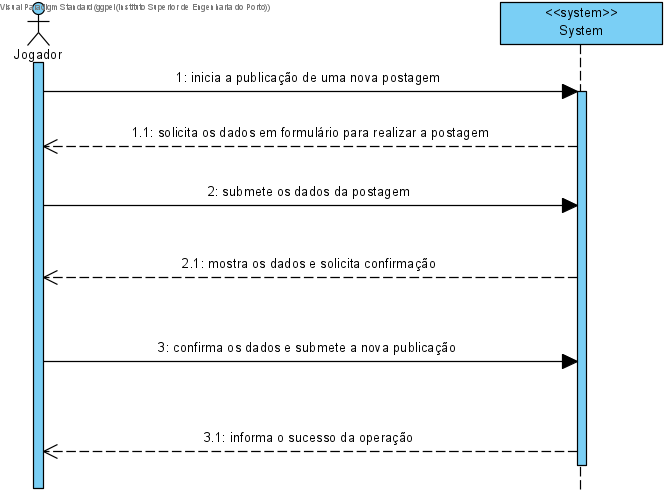 Visual Paradigm Standard(ggpel(Instituto Superior de Engenharia do Porto))
<<system>>
System
Jogador
1: inicia a publicação de uma nova postagem
1.1: solicita os dados em formulário para realizar a postagem
2: submete os dados da postagem
2.1: mostra os dados e solicita confirmação
3: confirma os dados e submete a nova publicação
3.1: informa o sucesso da operação